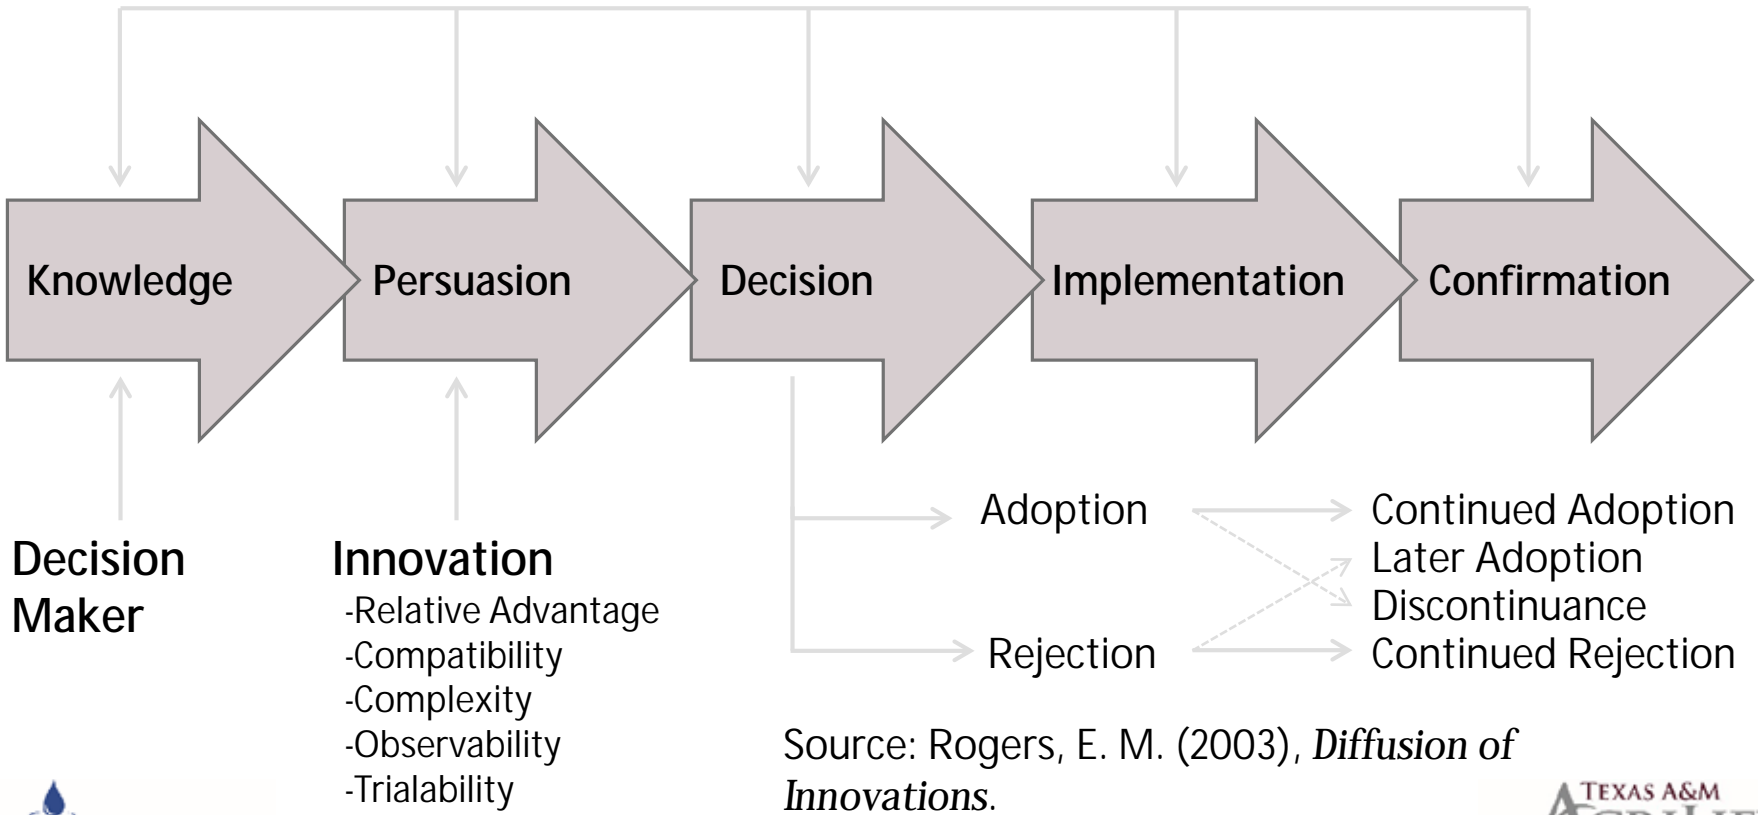 Knowledge
Persuasion
Decision
Implementation
Confirmation
Decision
Maker
Innovation
-Relative Advantage
-Compatibility
-Complexity
-Observability
-Trialability
Adoption
Rejection
Continued Adoption
Later Adoption
Discontinuance
Continued Rejection
Source: Rogers, E. M. (2003), Diffusion of
Innovations.
TEXAS A&M